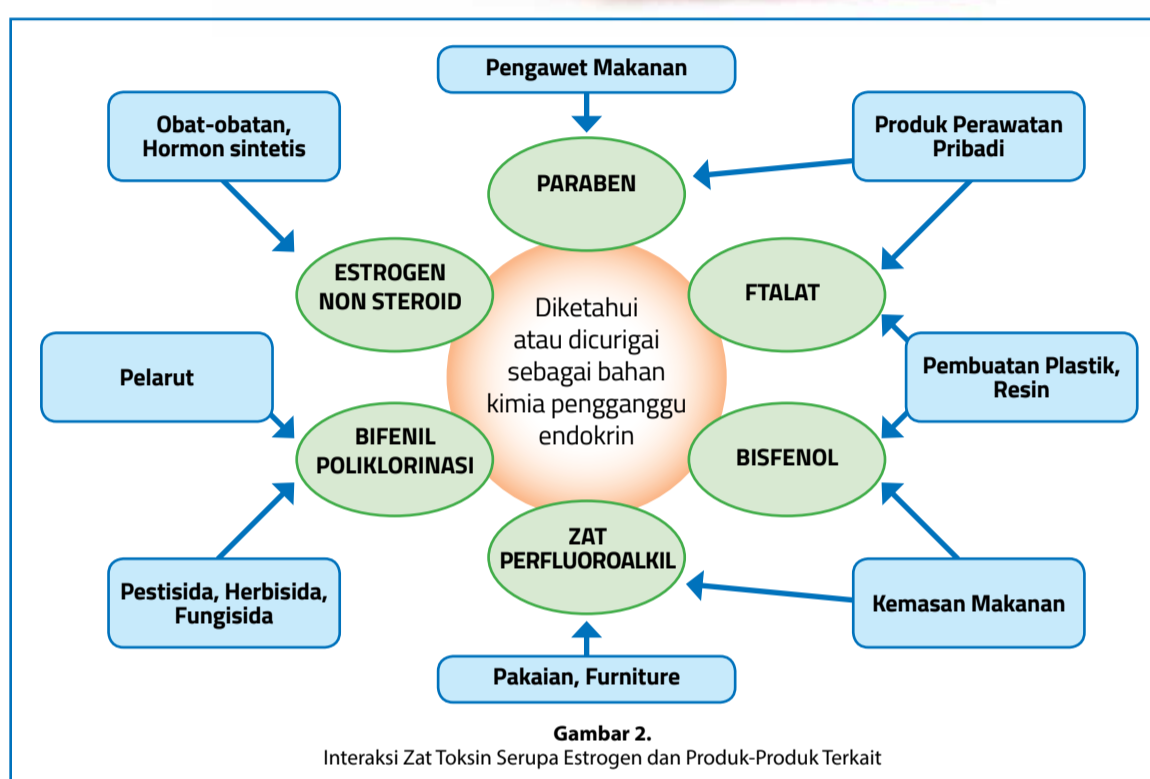 Pengawet Makanan
Obat-obatan,
Hormon sintetis
Produk Perawatan
Pribadi
PARABEN
ESTROGEN
NON STEROID
FTALAT
Diketahui
atau dicurigai
sebagai bahan
kimia pengganggu
endokrin
Pelarut
Pembuatan Plastik,
Resin
BIFENIL
POLIKLORINASI
BISFENOL
ZAT
PERFLUOROALKIL
Pestisida, Herbisida,
Fungisida
Kemasan Makanan
Pakaian, Furniture
Gambar 2.
Interaksi Zat Toksin Serupa Estrogen dan Produk-Produk Terkait